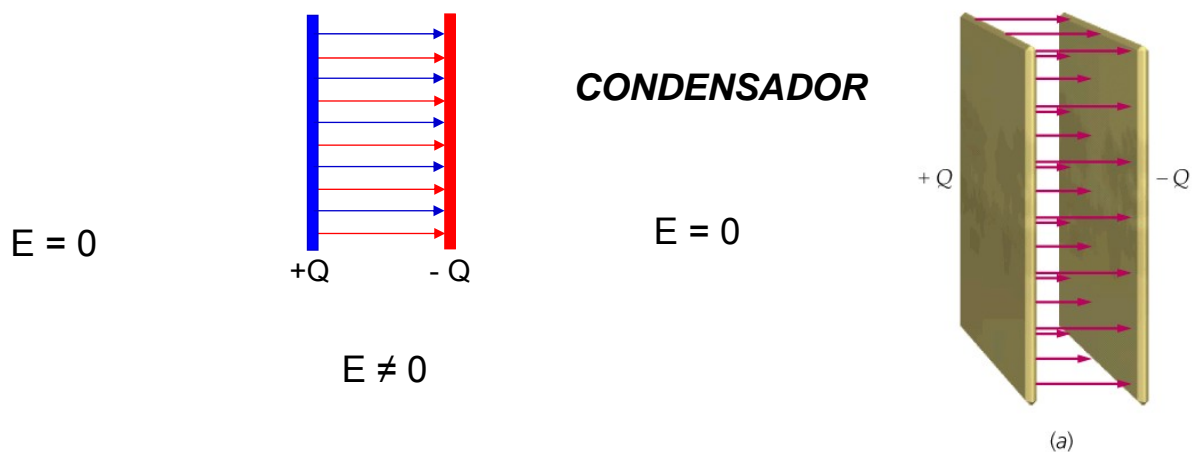 CONDENSADOR
+ Q
– Q
E = 0
E = 0
+Q
- Q
E ≠ 0
(a)